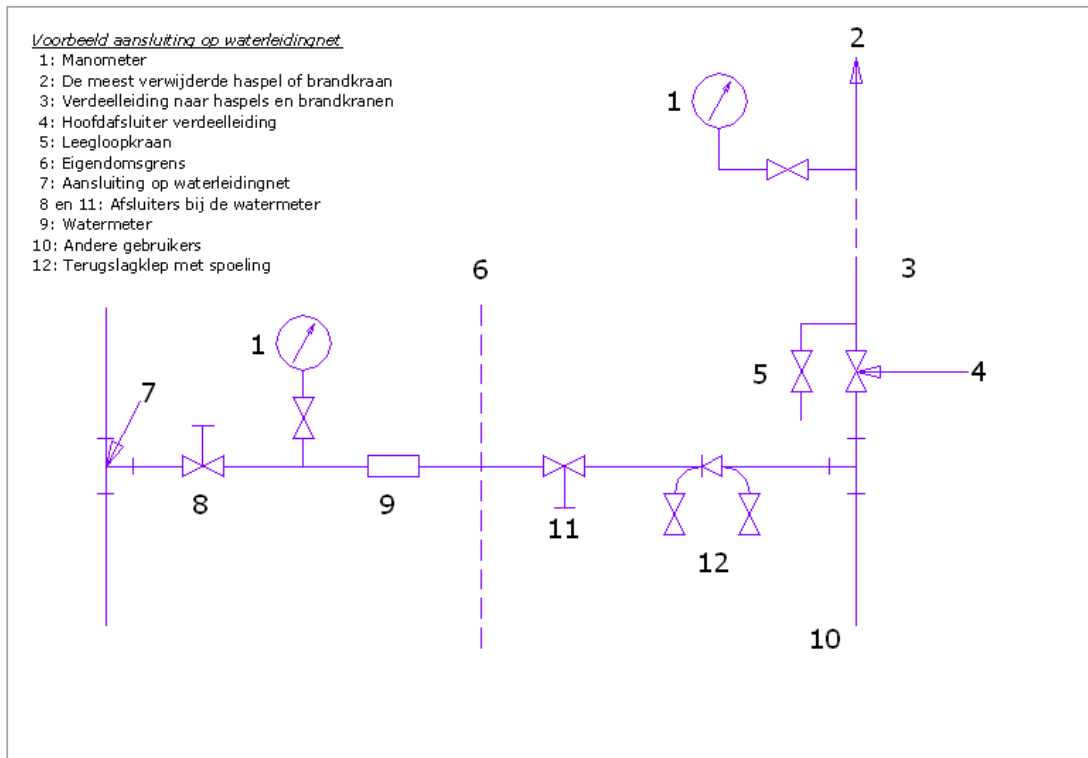 Voorbeeld aansluiting op waterleidingnet
1: Manometer
2: De meest verwijderde haspel of brandkraan
3: Verdeelleiding naar haspels en brandkranen
4: Hoofdafsluiter verdeelleiding
5: Leegloopkraan
6: Eigendomsgrens
7: Aansluiting op waterleidingnet
8 en 11: Afsluiters bij de watermeter
9: Watermeter
10: Andere gebruikers
12: Terugslagklep met spoeling
2
1
6
3
1
5
4
7
8
9
11
12
10